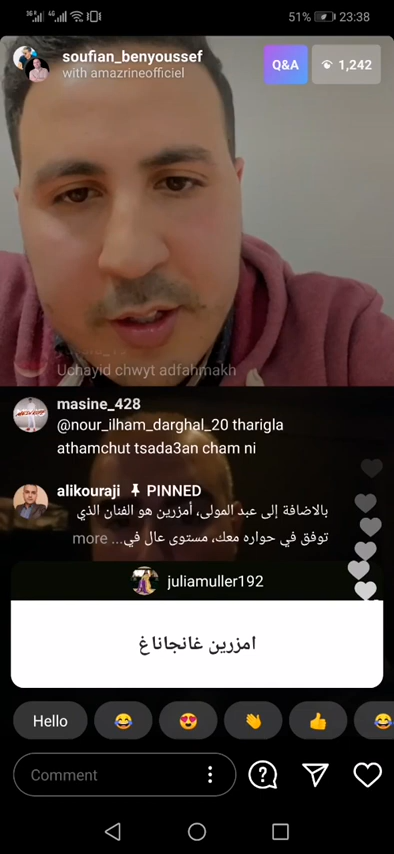 51% 23:38
soufian_benyoussef
with amazrineofficiel
Q&A
1,242
Uchayid chwyt adfahmakh
masine_428
@nour_ilham_darghal_20 tharigla
athamchut tsada3an cham ni
alikouraji PINNED
بالاضافة إلى عبد المولى، أمزرين هو الفنان الذي
توفق في حواره معك، مستوى عال في... more
juliamuller192
امزرين غانجاناغ
Hello
Comment